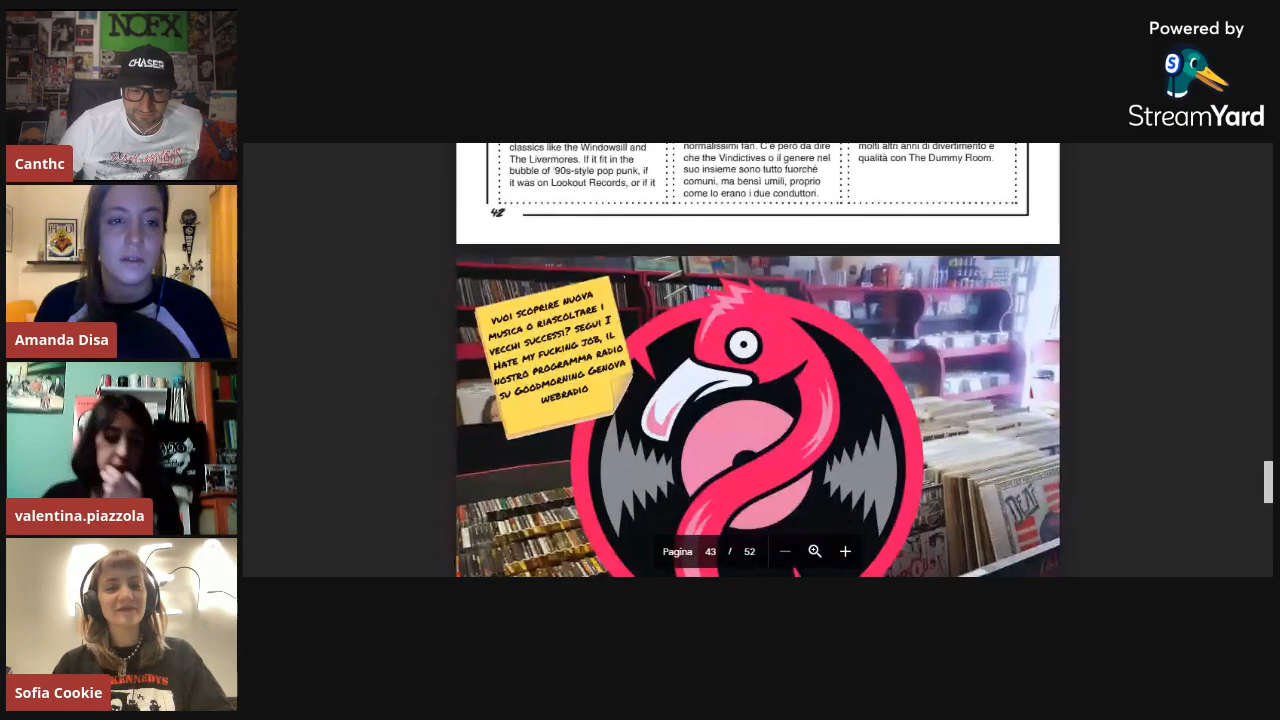 NOFX
CHASER
Canthc
Amanda Disa
valentina.piazzola
KENNEDYS
Sofia Cookie
Powered by
S
StreamYard
classics like the Windowsill and
The Livermores. If it fit in the
bubble of '90s-style pop punk, if
it was on Lookout Records, or if it
normalissimi fan. C'è però da dire
che the Vindictives o il genere nel
suo insieme sono tutto fuorché
comuni, ma bensì umili, proprio
come lo erano i due conduttori.
molti altri anni di divertimento e
qualità con The Dummy Room.
42
VUOI SCOPRIRE NUOVA
MUSICA O RIASCOLTARE I
VECCHI SUCCESSI? SEGUI I
HATE MY FUCKING JOB, IL
NOSTRO PROGRAMMA RADIO
SU GOODMORNING GENOVA
WEBRADIO
Pagina 43 / 52